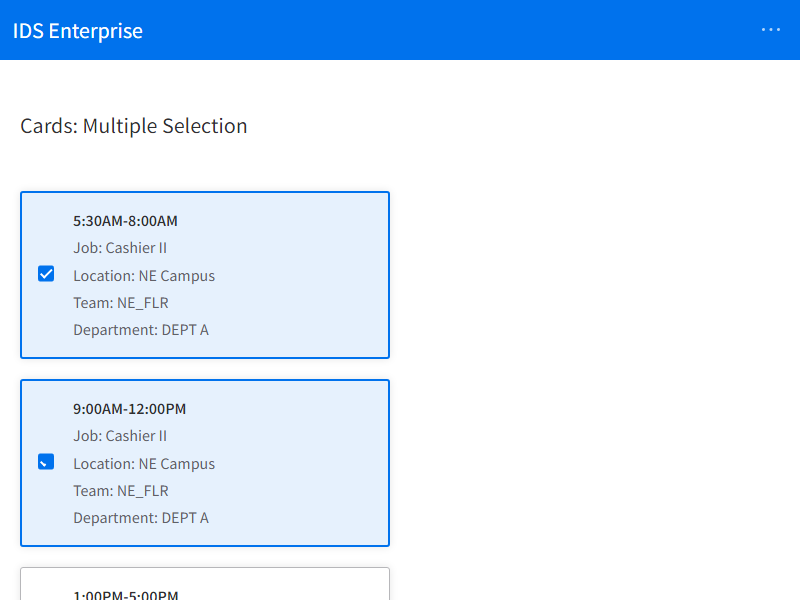 IDS Enterprise
Cards: Multiple Selection
5:30AM-8:00AM
Job: Cashier II
Location: NE Campus
Team: NE_FLR
Department: DEPT A
9:00AM-12:00PM
Job: Cashier II
Location: NE Campus
Team: NE_FLR
Department: DEPT A
1:00PM-5:00PM